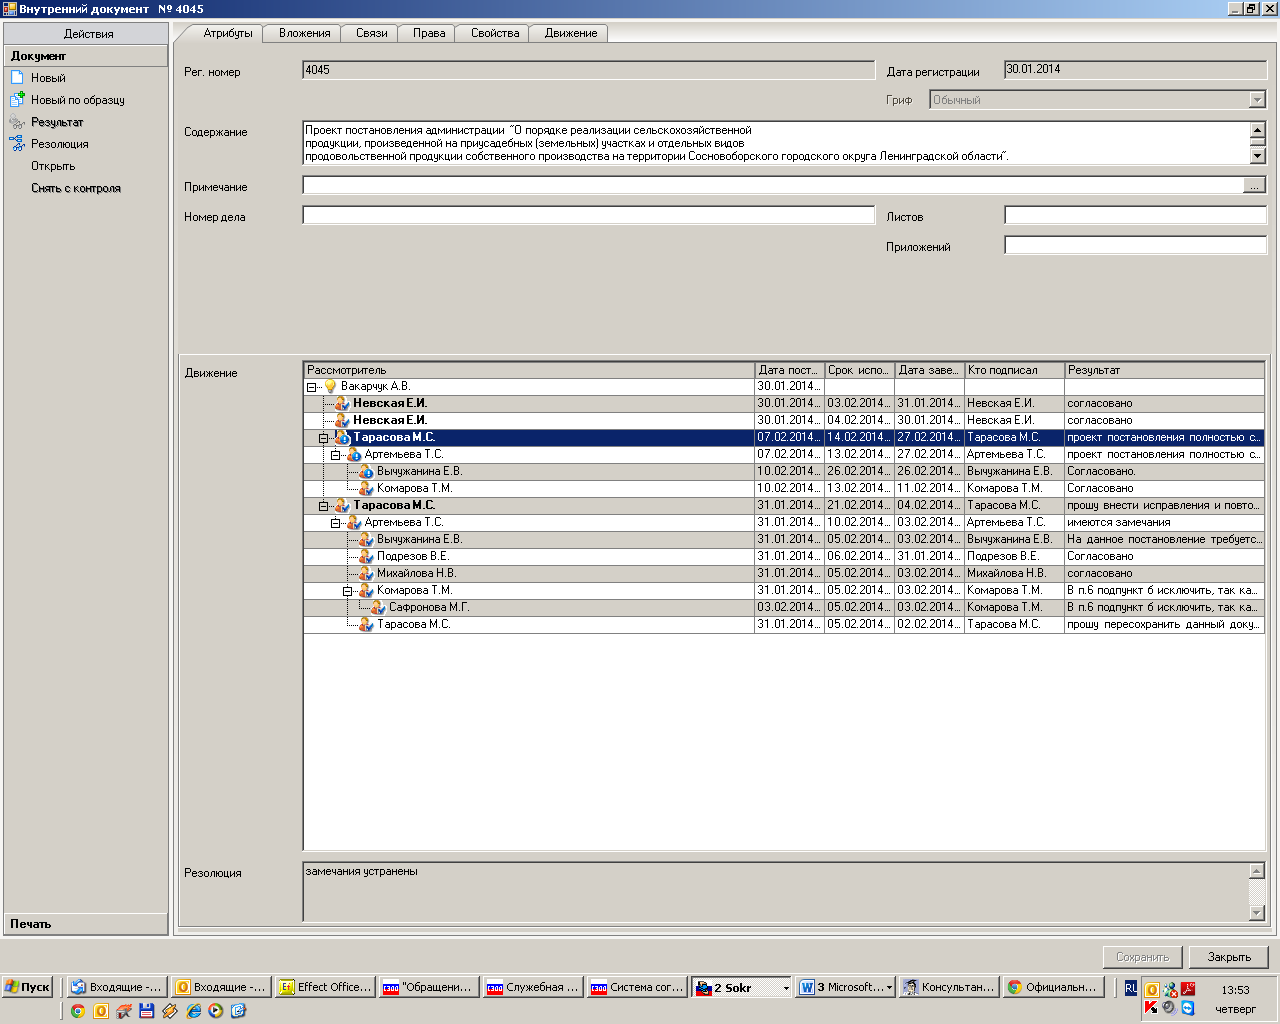 Внутренний документ № 4045
Действия
Документ
Новый
Новый по образцу
Результат
Резолюция
Открыть
Снять с контроля
Печать
Атрибуты Вложения Связи Права Свойства Движение
Рег. номер 4045 Дата регистрации 30.01.2014
Гриф Обычный
Содержание Проект постановления администрации "О порядке реализации сельскохозяйственной
продукции, произведенной на приусадебных (земельных) участках и отдельных видов
продовольственной продукции собственного производства на территории Сосновоборского городского округа Ленинградской области".
Примечание ...
Номер дела Листов
Приложений
Движение
Рассмотритель Дата пост... Срок испо... Дата заве... Кто подписал Результат
Вакарчук А.В. 30.01.2014...
Невская Е.И. 30.01.2014... 03.02.2014... 31.01.2014... Невская Е.И. согласовано
Невская Е.И. 30.01.2014... 04.02.2014... 30.01.2014... Невская Е.И. согласовано
Тарасова М.С. 07.02.2014... 14.02.2014... 27.02.2014... Тарасова М.С. проект постановления полностью с...
Артемьева Т.С. 07.02.2014... 13.02.2014... 27.02.2014... Артемьева Т.С. проект постановления полностью с...
Вычужанина Е.В. 10.02.2014... 26.02.2014... 26.02.2014... Вычужанина Е.В. Согласовано.
Комарова Т.М. 10.02.2014... 13.02.2014... 11.02.2014... Комарова Т.М. Согласовано
Тарасова М.С. 31.01.2014... 21.02.2014... 04.02.2014... Тарасова М.С. прошу внести исправления и повто...
Артемьева Т.С. 31.01.2014... 10.02.2014... 03.02.2014... Артемьева Т.С. имеются замечания
Вычужанина Е.В. 31.01.2014... 05.02.2014... 03.02.2014... Вычужанина Е.В. На данное постановление требуетс...
Подрезов В.Е. 31.01.2014... 06.02.2014... 31.01.2014... Подрезов В.Е. Согласовано
Михайлова Н.В. 31.01.2014... 05.02.2014... 03.02.2014... Михайлова Н.В. согласовано
Комарова Т.М. 31.01.2014... 05.02.2014... 03.02.2014... Комарова Т.М. В п.6 подпункт б исключить, так ка...
Сафронова М.Г. 03.02.2014... 05.02.2014... 03.02.2014... Комарова Т.М. В п.6 подпункт б исключить, так ка...
Тарасова М.С. 31.01.2014... 05.02.2014... 02.02.2014... Тарасова М.С. прошу пересохранить данный доку...
Резолюция замечания устранены
Сохранить Закрыть
Пуск Входящие -... Входящие -... Effect Office... "Обращени... Служебная ... Система сог... 2 Sokr 3 Microsoft... Консультан... Официальн... RL 13:53
четверг